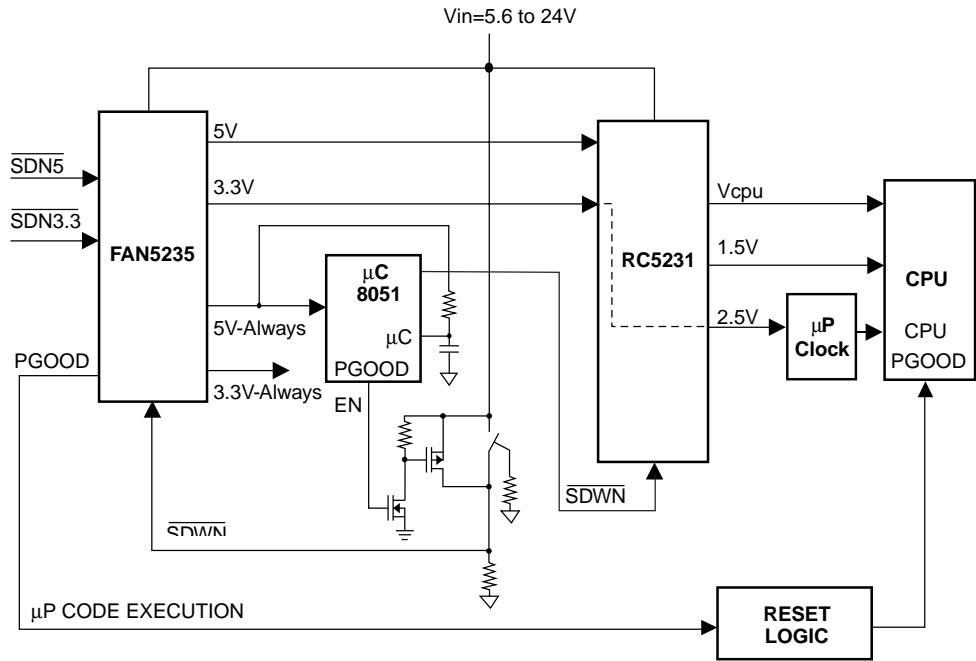 Vin=5.6 to 24V
SDN5
SDN3.3
FAN5235
5V
3.3V
5V-Always
3.3V-Always
PGOOD
μC
8051
μC
PGOOD
EN
SDWN
RC5231
SDWN
Vcpu
1.5V
2.5V
μP
Clock
CPU
CPU
PGOOD
μP CODE EXECUTION
RESET
LOGIC